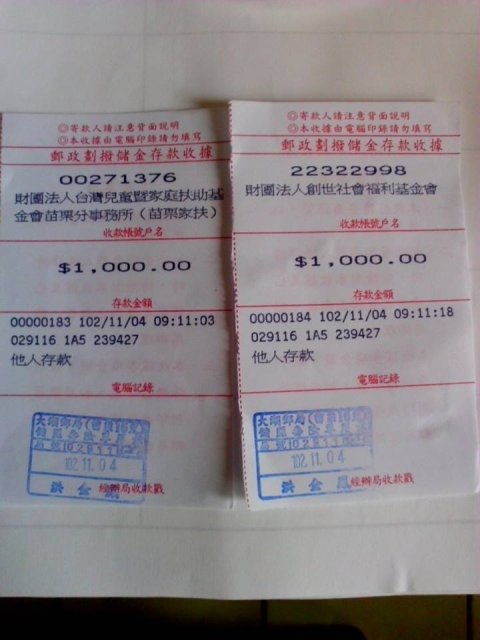 ◎寄款人請注意背面說明
◎本收據由電腦印錄請勿填寫
郵政劃撥儲金存款收據
00271376
財團法人台灣兒童暨家庭扶助基
金會苗栗分事務所（苗栗家扶）
收款帳號戶名
$1,000.00
存款金額
00000183 102/11/04 09:11:03
029116 1A5 239427
他人存款
電腦記錄
102.11.04
經辦局收款戳
◎寄款人請注意背面說明
◎本收據由電腦印錄請勿填寫
郵政劃撥儲金存款收據
22322998
財團法人創世社會福利基金會
收款帳號戶名
$1,000.00
存款金額
00000184 102/11/04 09:11:18
029116 1A5 239427
他人存款
電腦記錄
102.11.04
經辦局收款戳